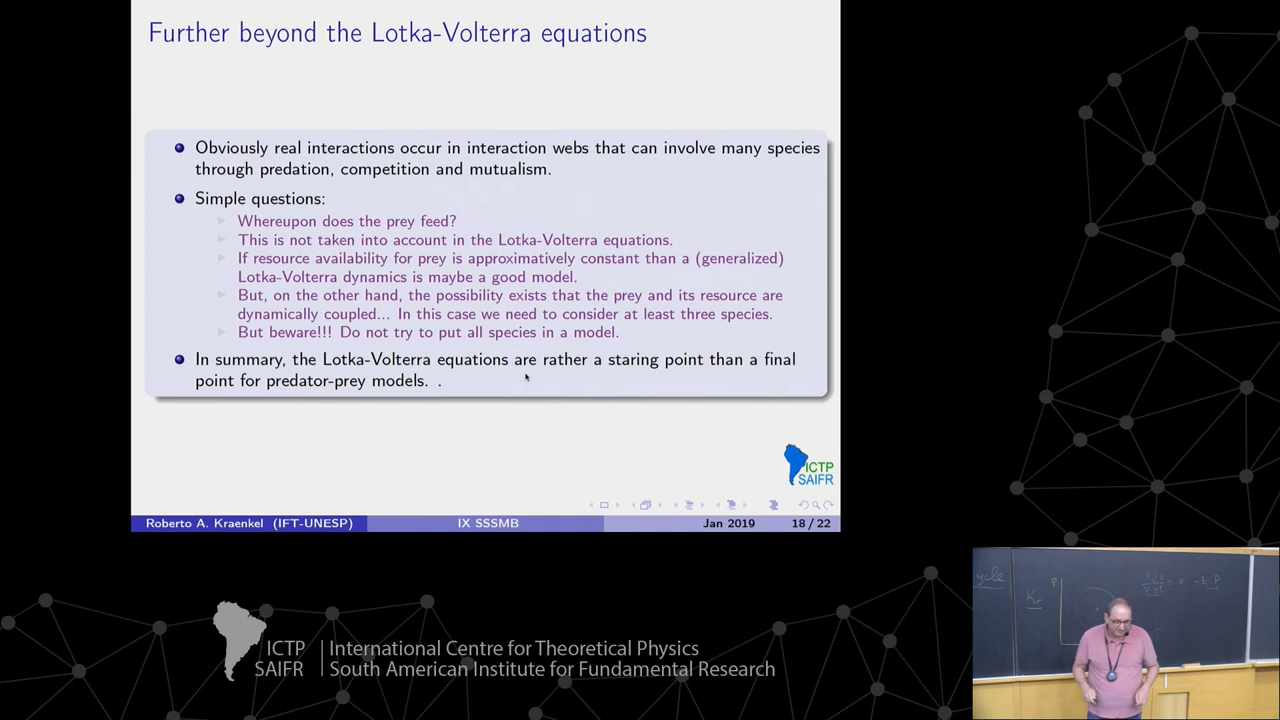 Further beyond the Lotka-Volterra equations
Obviously real interactions occur in interaction webs that can involve many species
through predation, competition and mutualism.
Simple questions:
Whereupon does the prey feed?
This is not taken into account in the Lotka-Volterra equations.
If resource availability for prey is approximatively constant than a (generalized)
Lotka-Volterra dynamics is maybe a good model.
But, on the other hand, the possibility exists that the prey and its resource are
dynamically coupled... In this case we need to consider at least three species.
But beware!!! Do not try to put all species in a model.
In summary, the Lotka-Volterra equations are rather a staring point than a final
point for predator-prey models. .
ICTP
SAIFR
Roberto A. Kraenkel (IFT-UNESP) IX SSSMB Jan 2019 18 / 22
ycle
P
ICTP International Centre for Theoretical Physics
SAIFR South American Institute for Fundamental Research